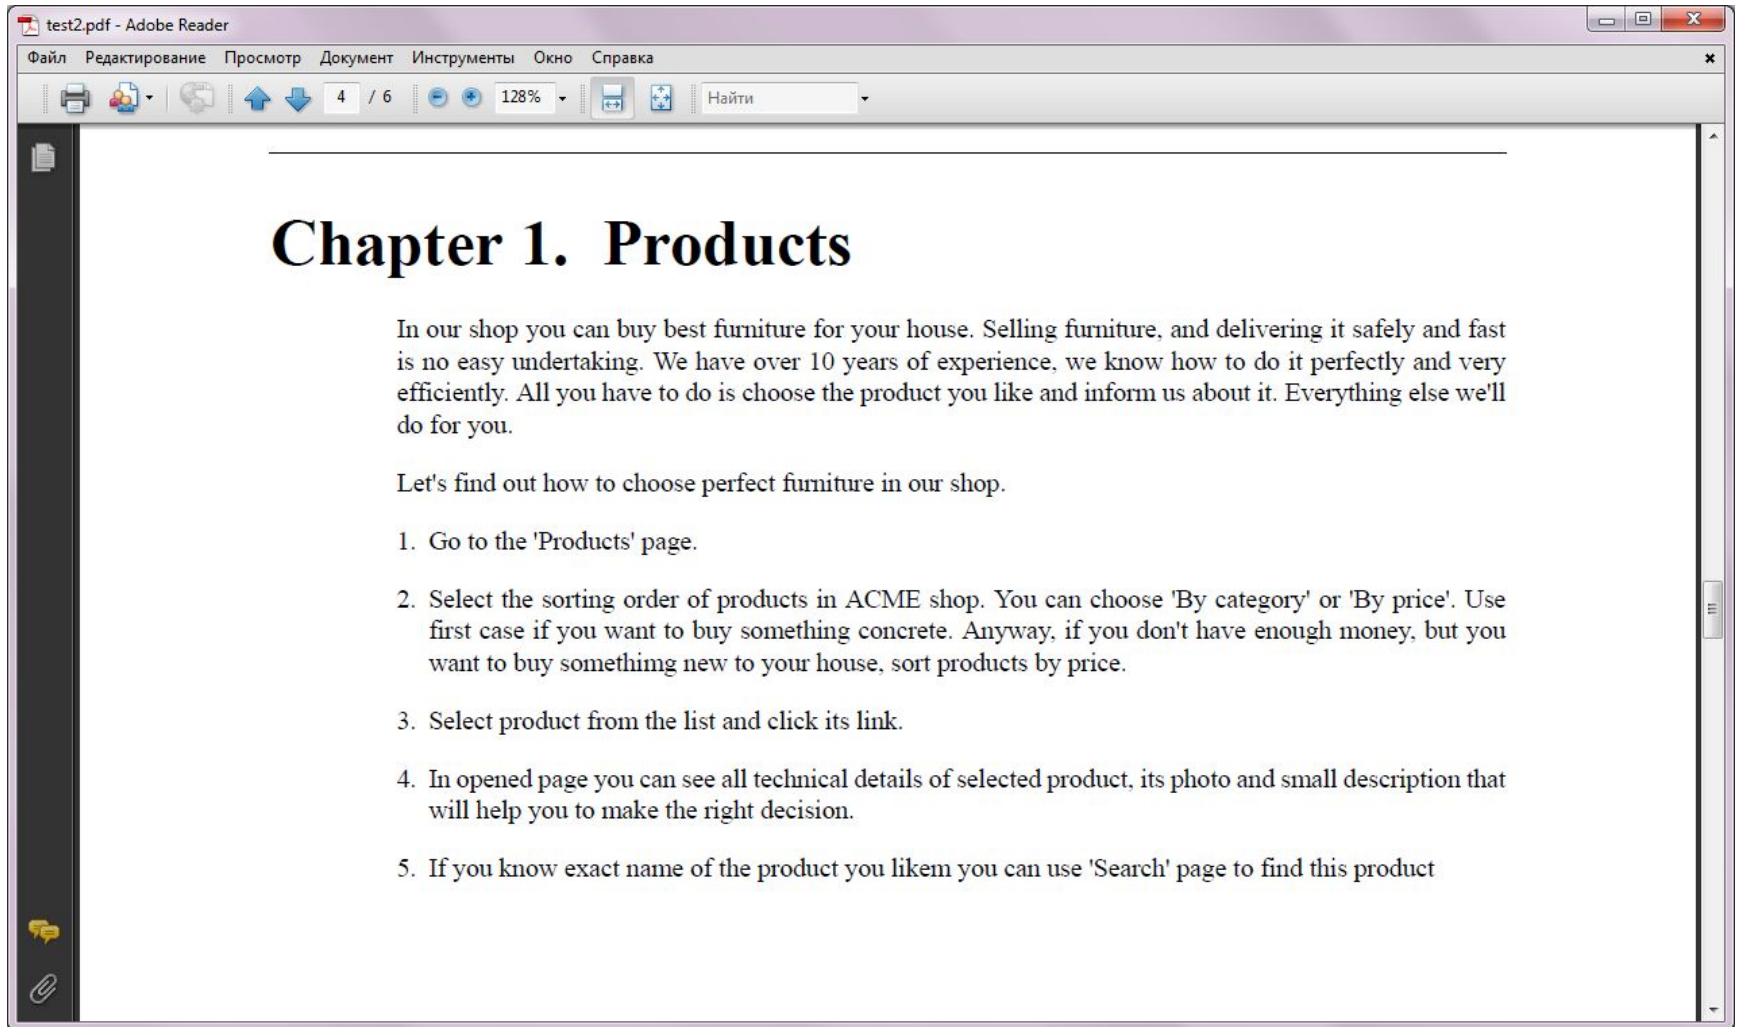 test2.pdf - Adobe Reader
Файл Редактирование Просмотр Документ Инструменты Окно Справка
4 / 6 128% Найти
Chapter 1. Products
In our shop you can buy best furniture for your house. Selling furniture, and delivering it safely and fast
is no easy undertaking. We have over 10 years of experience, we know how to do it perfectly and very
efficiently. All you have to do is choose the product you like and inform us about it. Everything else we'll
do for you.
Let's find out how to choose perfect furniture in our shop.
1. Go to the 'Products' page.
2. Select the sorting order of products in ACME shop. You can choose 'By category' or 'By price'. Use
first case if you want to buy something concrete. Anyway, if you don't have enough money, but you
want to buy somethimg new to your house, sort products by price.
3. Select product from the list and click its link.
4. In opened page you can see all technical details of selected product, its photo and small description that
will help you to make the right decision.
5. If you know exact name of the product you likem you can use 'Search' page to find this product